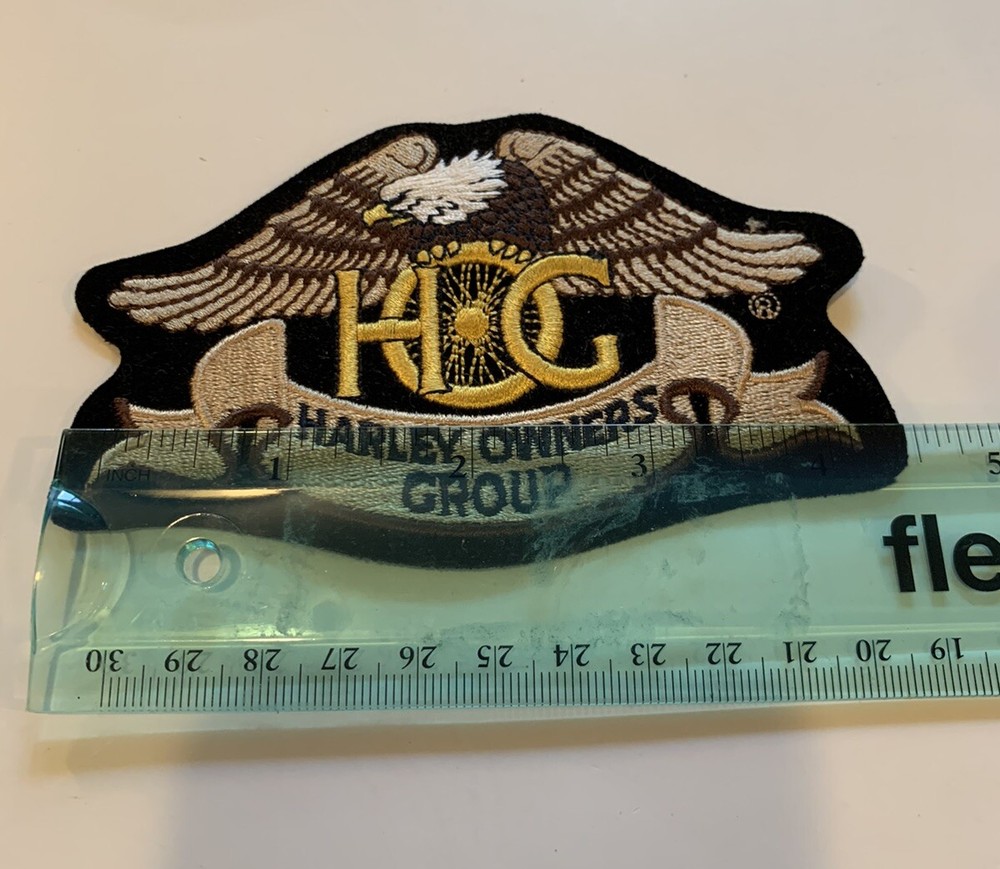 HOG
®
HARLEY OWNERS
GROUP
INCH 1 2 3 4 5
fle
30 29 28 27 26 25 24 23 22 21 20 19